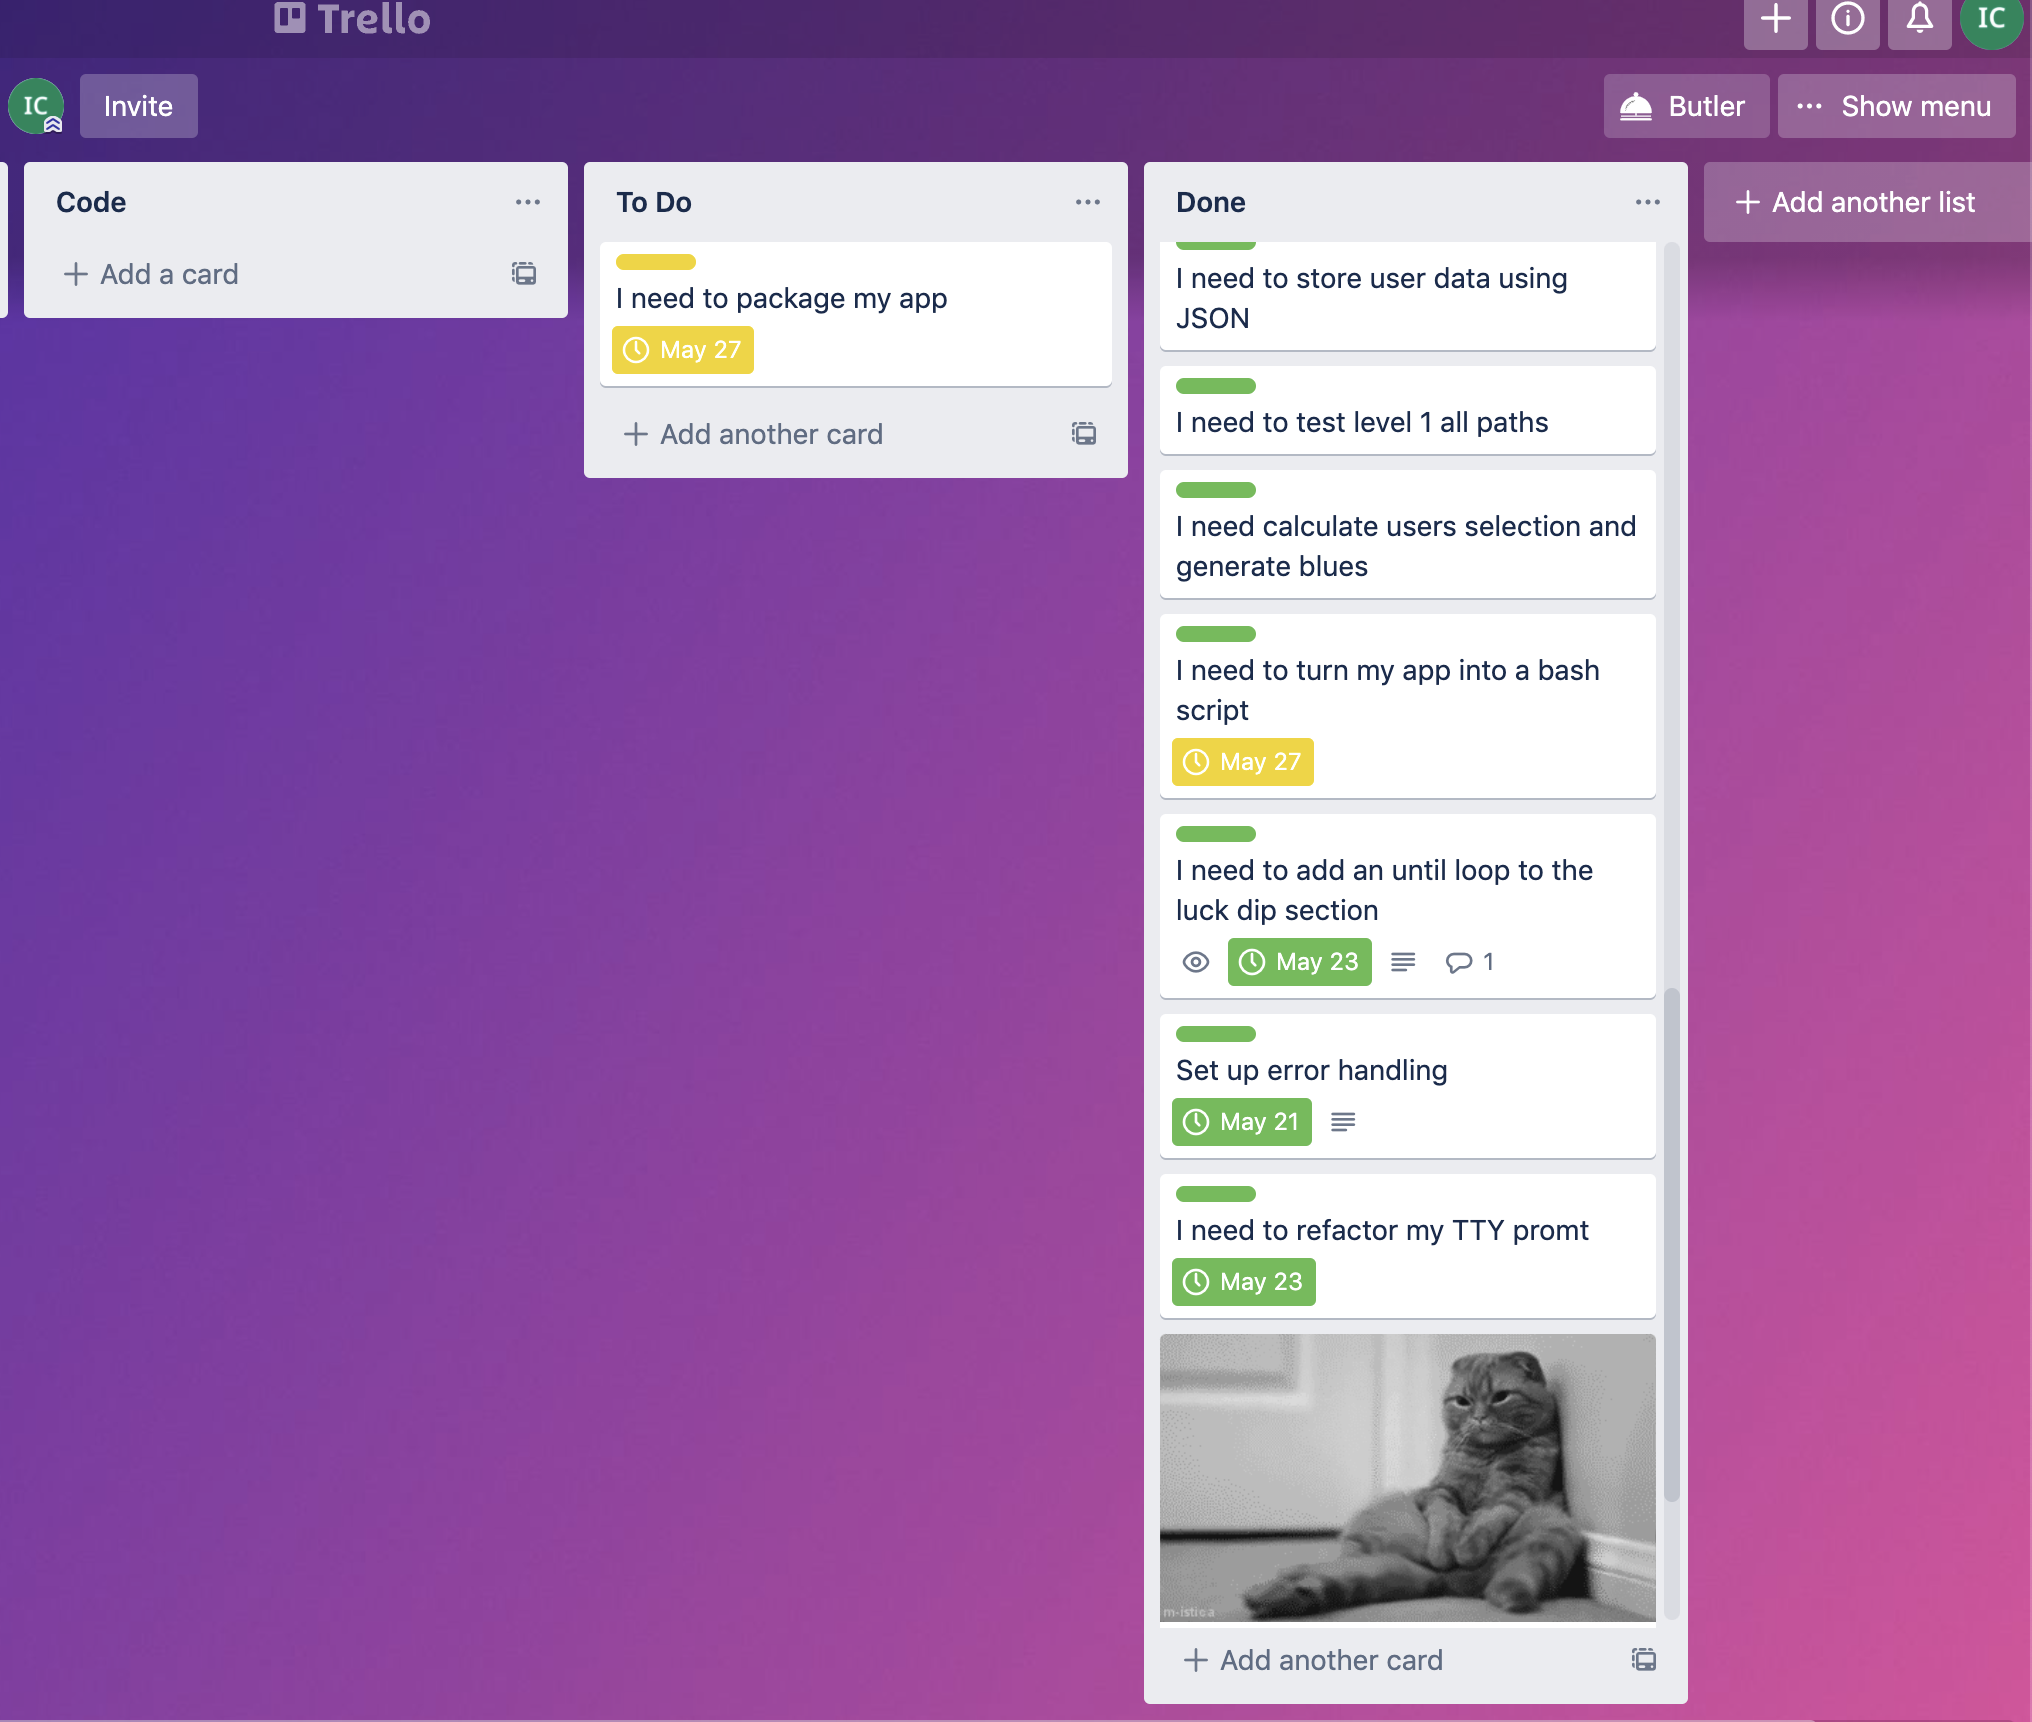 Trello
IC
IC
Invite
Butler
··· Show menu
Code
···
+ Add a card
To Do
···
I need to package my app
May 27
+ Add another card
Done
···
I need to store user data using
JSON
I need to test level 1 all paths
I need calculate users selection and
generate blues
I need to turn my app into a bash
script
May 27
I need to add an until loop to the
luck dip section
May 23
1
Set up error handling
May 21
I need to refactor my TTY promt
May 23
m-istica
+ Add another card
+ Add another list